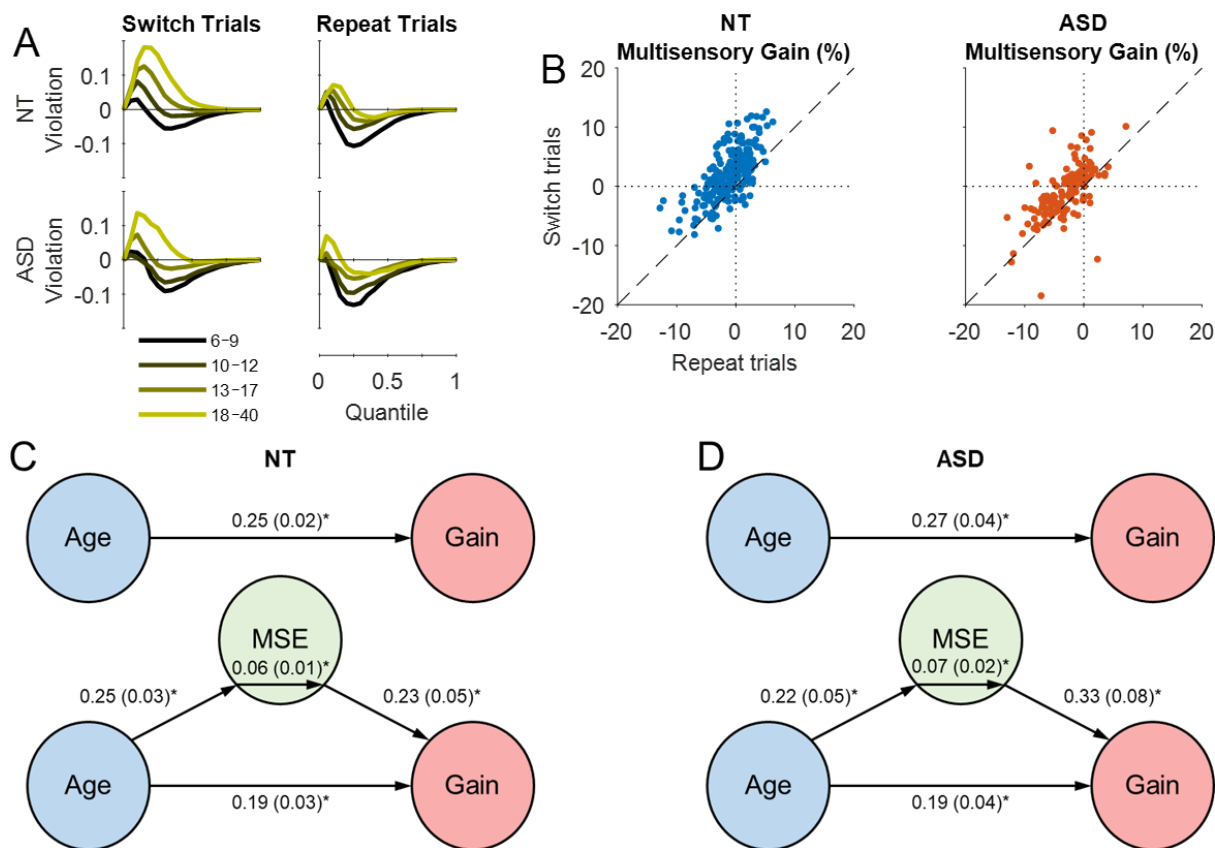 A
Switch Trials
Repeat Trials
NT
Violation
0.1
0
-0.1
ASD
Violation
0.1
0
-0.1
6-9
10-12
13-17
18-40
0
0.5
1
Quantile
B
NT
Multisensory Gain (%)
ASD
Multisensory Gain (%)
Switch trials
20
10
0
-10
-20
-20
-10
0
10
20
Repeat trials
20
10
0
-10
-20
-20
-10
0
10
20
C
NT
Age
0.25 (0.02)*
Gain
MSE
0.06 (0.01)*
0.25 (0.03)*
0.23 (0.05)*
Age
Gain
0.19 (0.03)*
D
ASD
Age
0.27 (0.04)*
Gain
MSE
0.07 (0.02)*
0.22 (0.05)*
0.33 (0.08)*
Age
Gain
0.19 (0.04)*